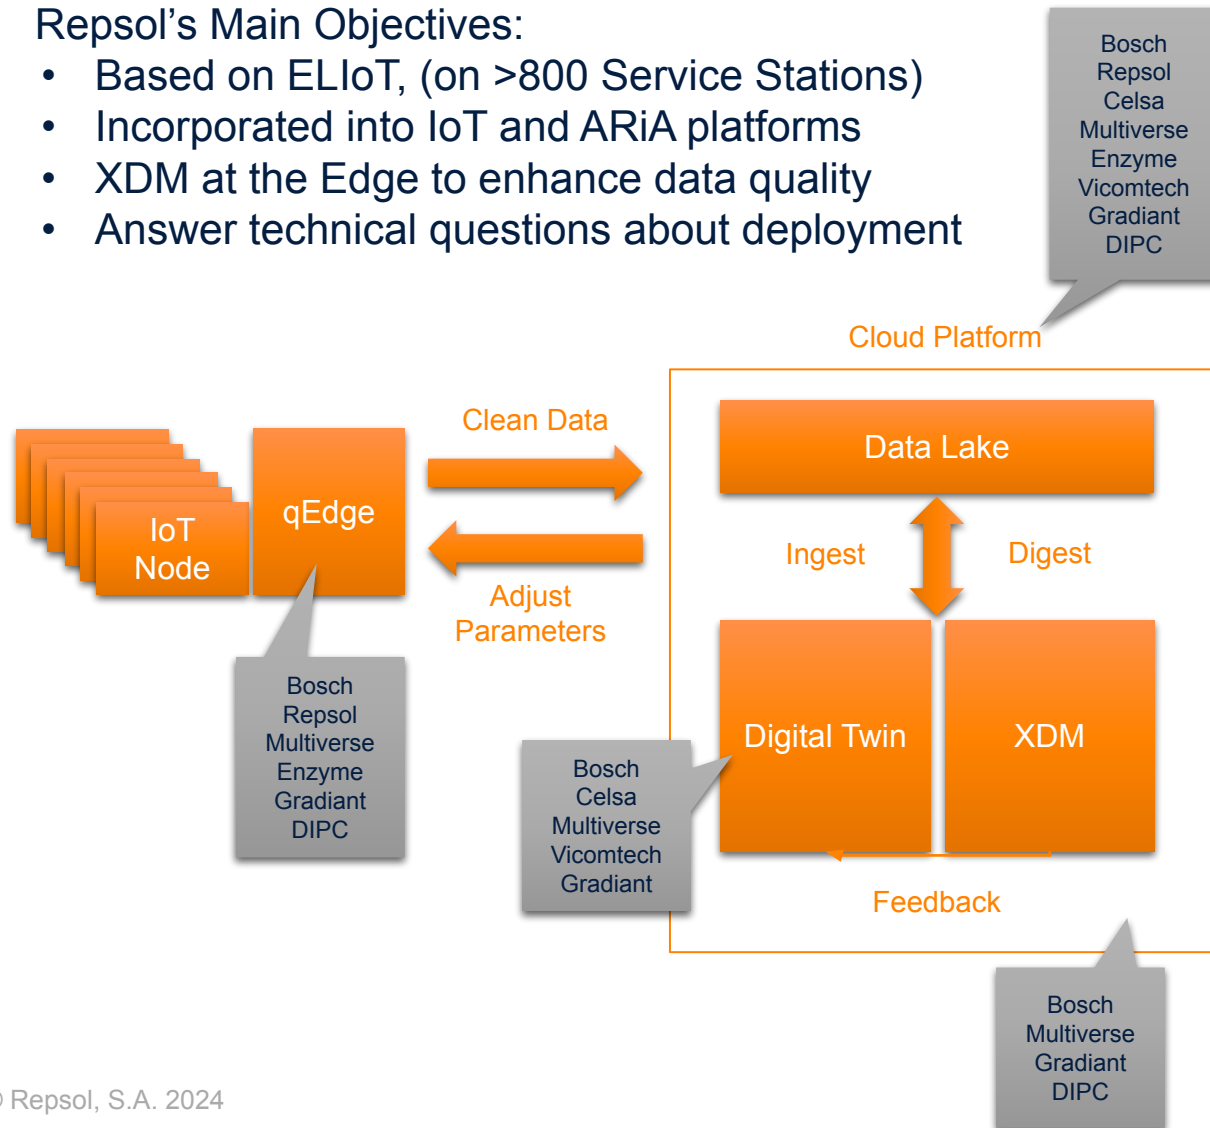 Repsol’s Main Objectives:
• Based on ELIoT, (on >800 Service Stations)
• Incorporated into IoT and ARiA platforms
• XDM at the Edge to enhance data quality
• Answer technical questions about deployment
Bosch
Repsol
Celsa
Multiverse
Enzyme
Vicomtech
Gradiant
DIPC
Cloud Platform
Clean Data
Data Lake
IoT
Node
qEdge
Ingest
Digest
Adjust
Parameters
Bosch
Repsol
Multiverse
Enzyme
Gradiant
DIPC
Digital Twin
XDM
Bosch
Celsa
Multiverse
Vicomtech
Gradiant
Feedback
Bosch
Multiverse
Gradiant
DIPC
© Repsol, S.A. 2024